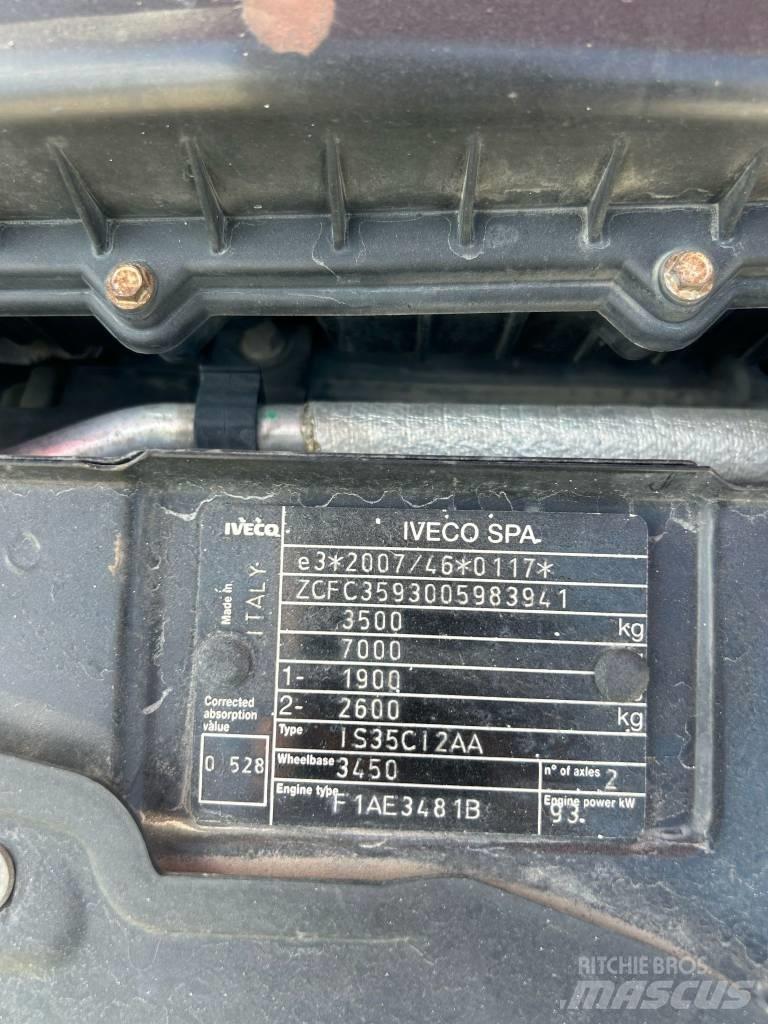 IVECO IVECO SPA
e3*2007/46*0117*
ZCFC3593005983941
3500 kg
7000
1- 1900
2- 2600 kg
Made in.
ITALY
Corrected
absorption
value
0 528
Type IS35CI2AA
Wheelbase 3450 n° of axles 2
Engine type F1AE3481B Engine power kW 93
RITCHIE BROS.
MASCUS